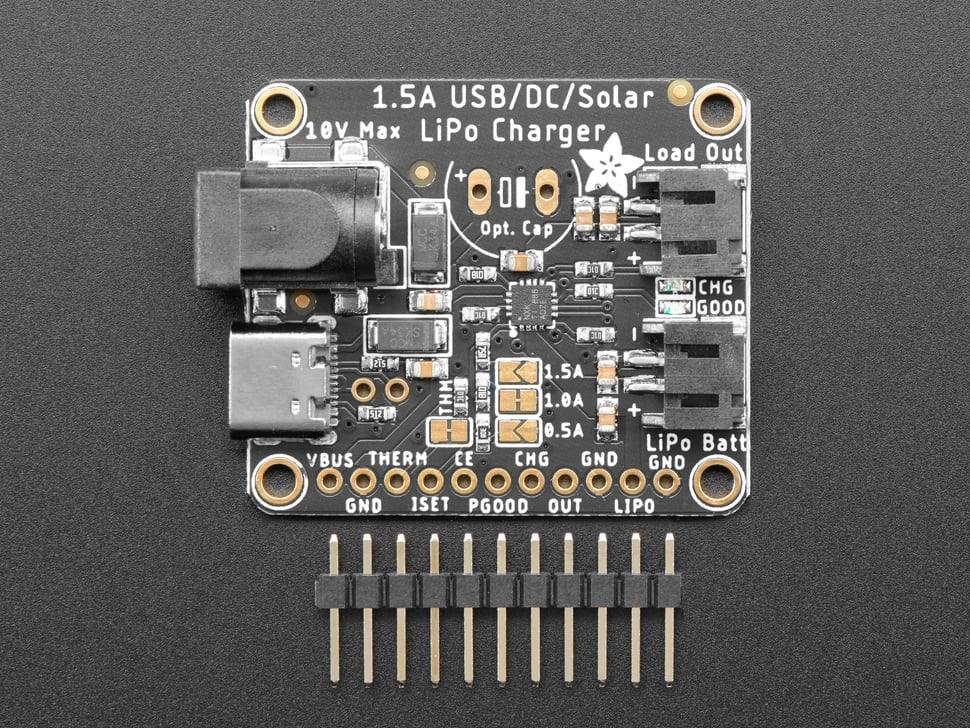 1.5A USB/DC/Solar
LiPo Charger
10V Max
Load Out
+
-
Opt. Cap
+
CHG
GOOD
-
1.5A
1.0A
0.5A
THM
+
LiPo Batt
VBUS THERM CE CHG GND GND
GND ISET PGOOD OUT LIPO